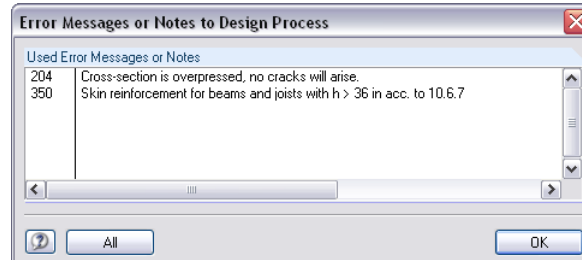 Error Messages or Notes to Design Process
Used Error Messages or Notes
204 Cross-section is overpressed, no cracks will arise.
350 Skin reinforcement for beams and joists with h > 36 in acc. to 10.6.7
All
OK